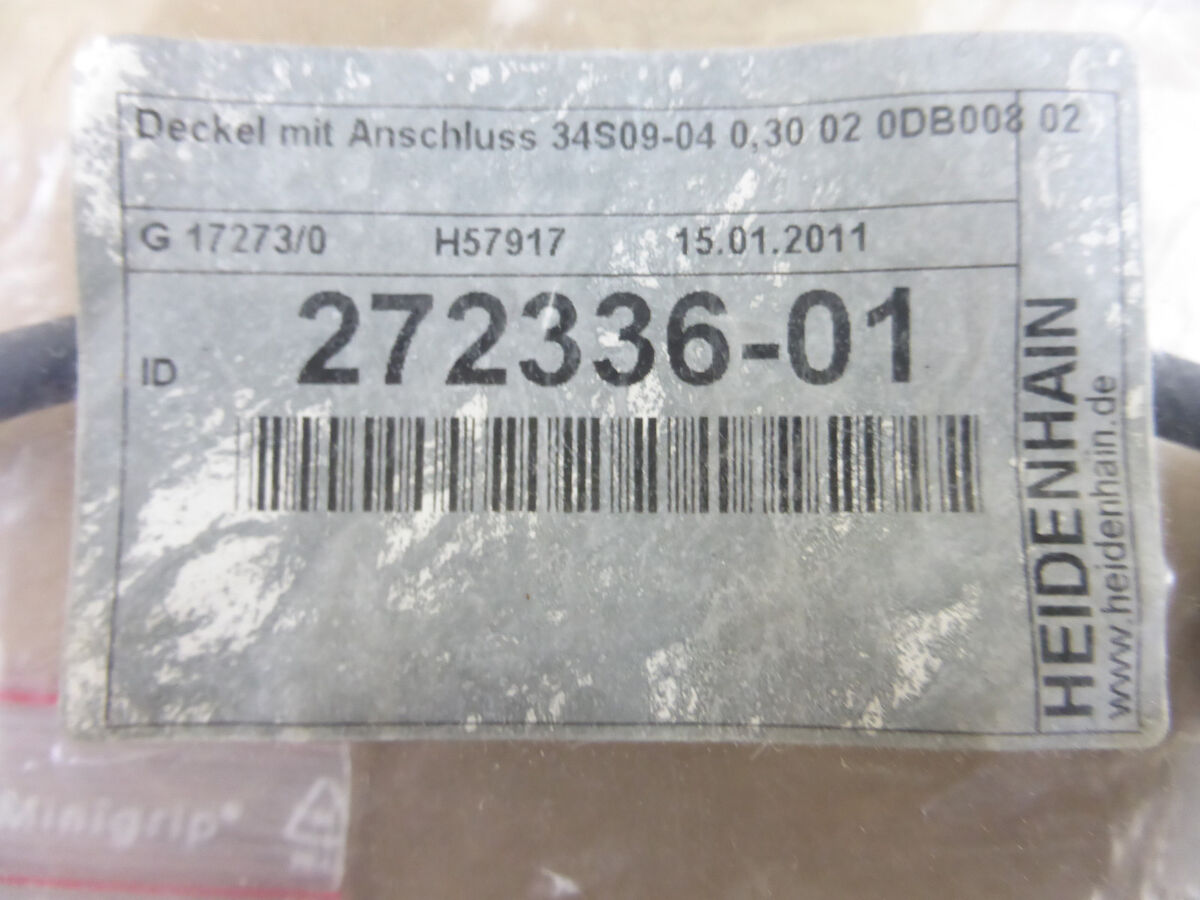 Deckel mit Anschluss 34S09-04 0,30 02 0DB008 02
G 17273/0 H57917 15.01.2011
ID 272336-01
HEIDENHAIN
www.heidenhain.de
Minigrip®